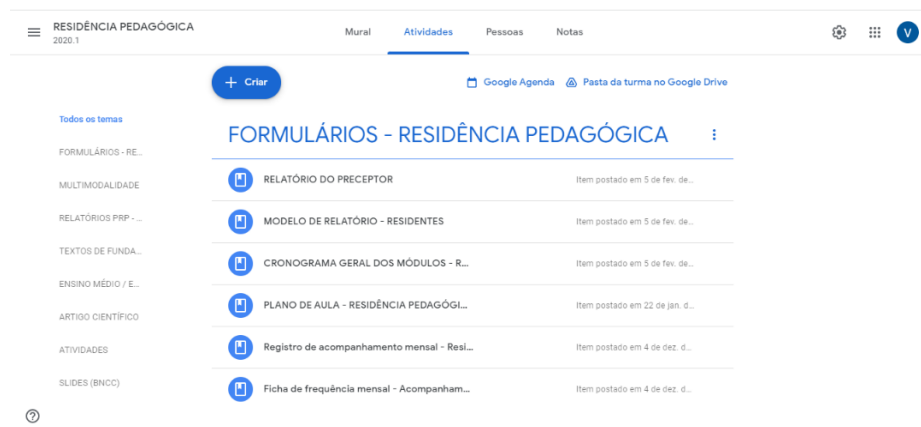 RESIDÊNCIA PEDAGÓGICA
2020.1
Mural Atividades Pessoas Notas
V
+ Criar
Google Agenda Pasta da turma no Google Drive
Todos os temas
FORMULÁRIOS - RE...
MULTIMODALIDADE
RELATÓRIOS PRP - ...
TEXTOS DE FUNDA...
ENSINO MÉDIO / E...
ARTIGO CIENTÍFICO
ATIVIDADES
SLIDES (BNCC)
FORMULÁRIOS - RESIDÊNCIA PEDAGÓGICA
RELATÓRIO DO PRECEPTOR Item postado em 5 de fev. de...
MODELO DE RELATÓRIO - RESIDENTES Item postado em 5 de fev. de...
CRONOGRAMA GERAL DOS MÓDULOS - R... Item postado em 5 de fev. de...
PLANO DE AULA - RESIDÊNCIA PEDAGÓGI... Item postado em 22 de jan. d...
Registro de acompanhamento mensal - Resi... Item postado em 4 de dez. d...
Ficha de frequência mensal - Acompanham... Item postado em 4 de dez. d...